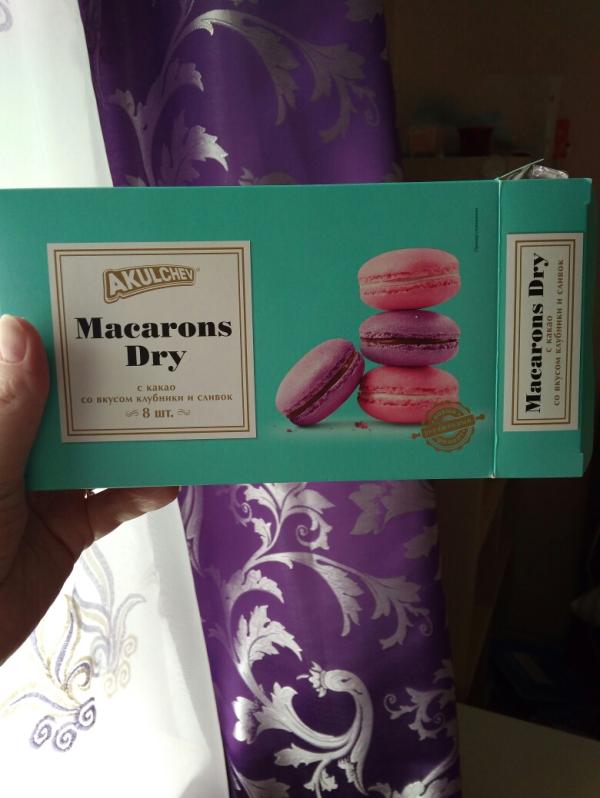 AKULCHEV
Macarons
Dry
с какао
со вкусом клубники и сливок
8 шт.
Macarons Dry
с какао
со вкусом клубники и сливок